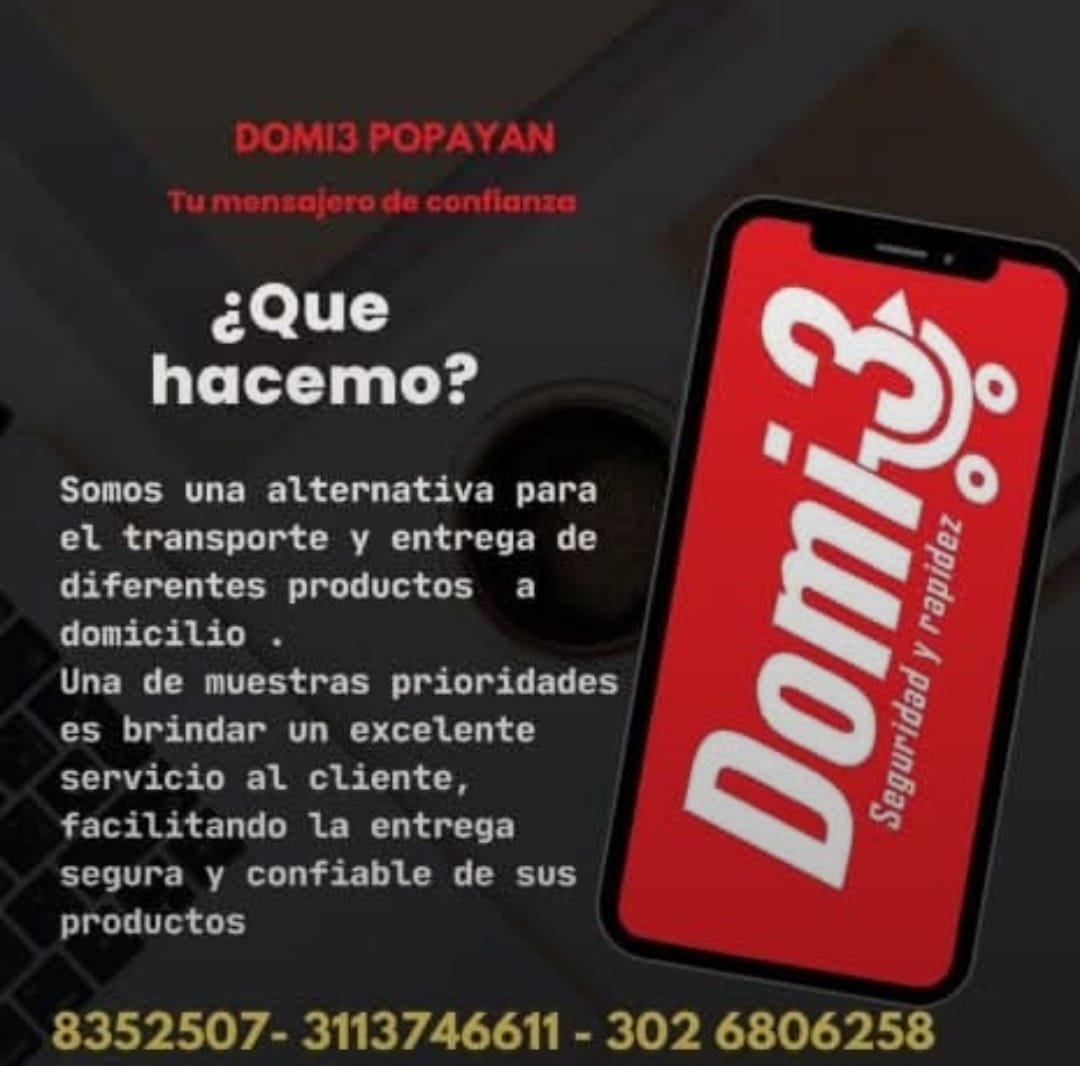 DOMI3 POPAYAN
Tu mensajero de confianza
¿Que
hacemo?
Somos una alternativa para
el transporte y entrega de
diferentes productos a
domicilio .
Una de muestras prioridades
es brindar un excelente
servicio al cliente,
facilitando la entrega
segura y confiable de sus
productos
Domi3
Seguridad y rapidez
8352507- 3113746611 - 302 6806258